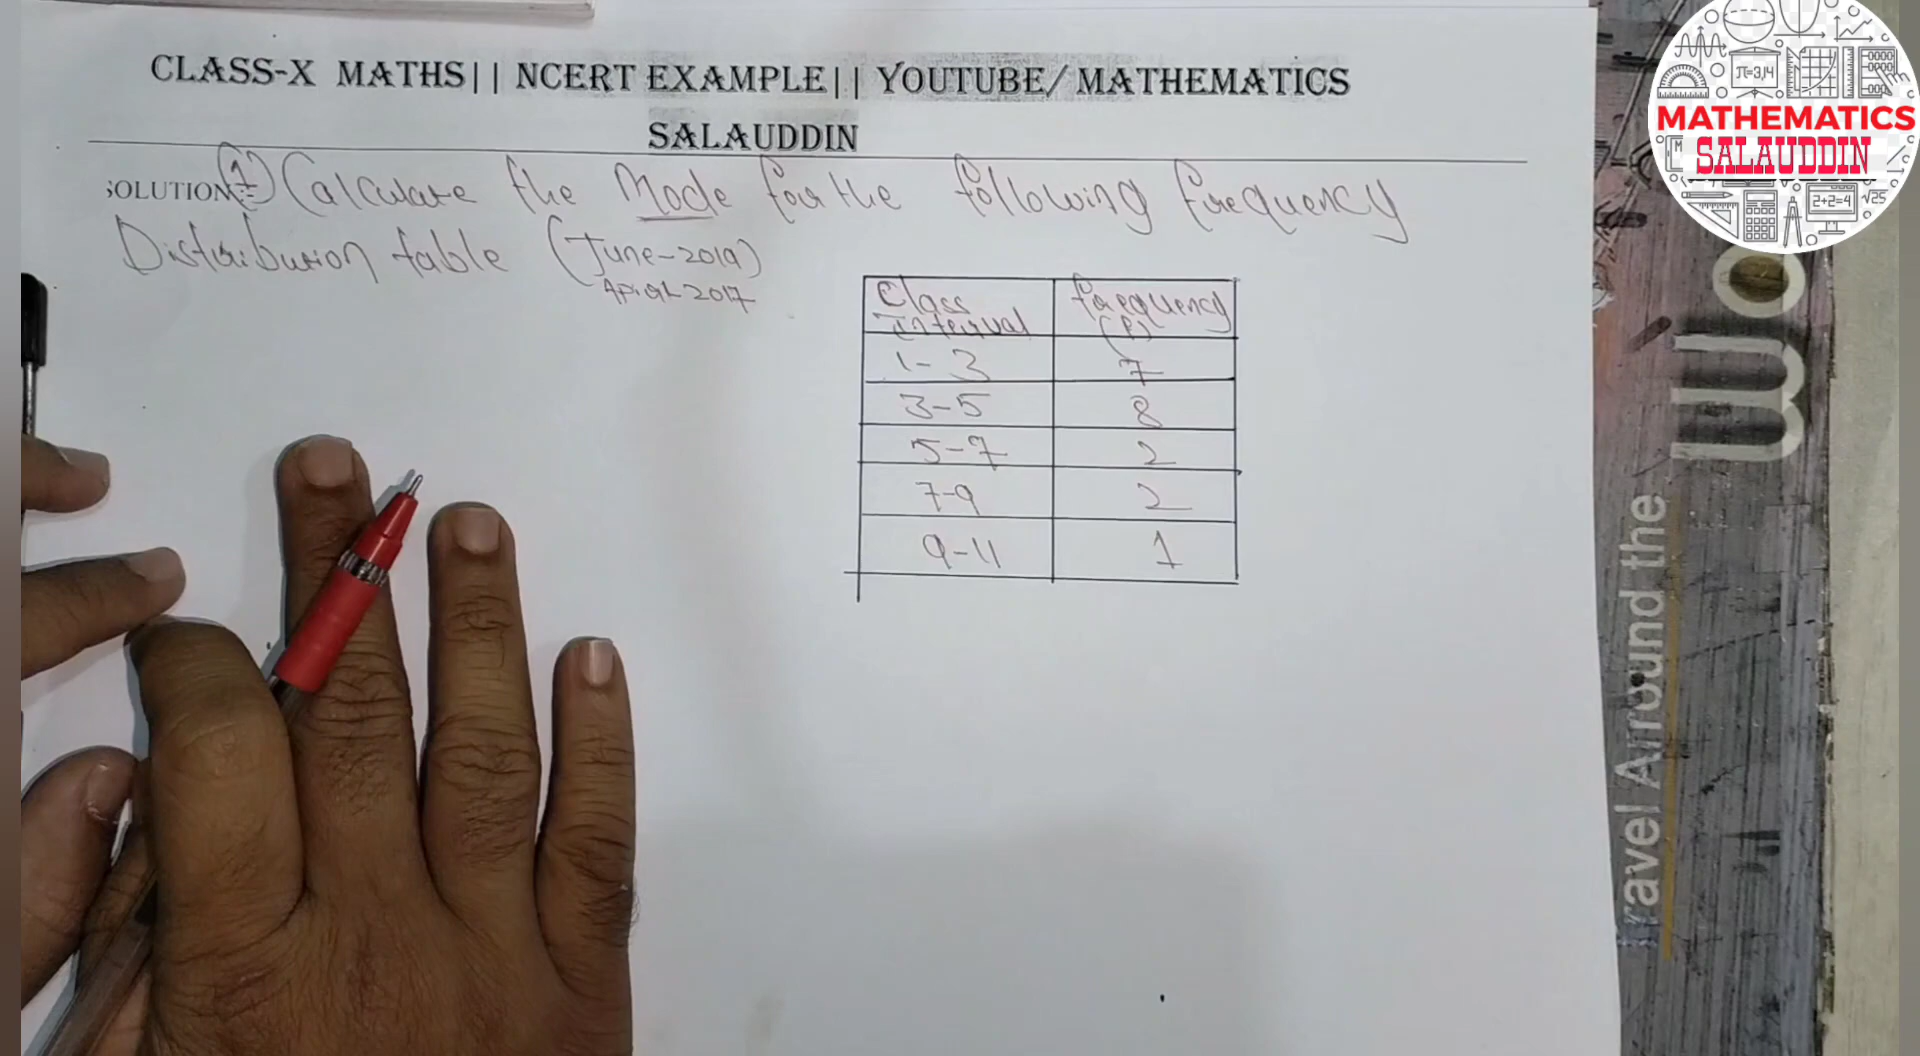 CLASS-X MATHS|| NCERT EXAMPLE|| YOUTUBE/ MATHEMATICS
SALAUDDIN
SOLUTION:-
1) Calculate the Mode for the following frequency
Distribution table (June-2019)
April 2017
Class interval frequency (f)
1-3 7
3-5 8
5-7 2
7-9 2
9-11 1
π=3,14
MATHEMATICS
SALAUDDIN
2+2=4
√25
Travel Arround the